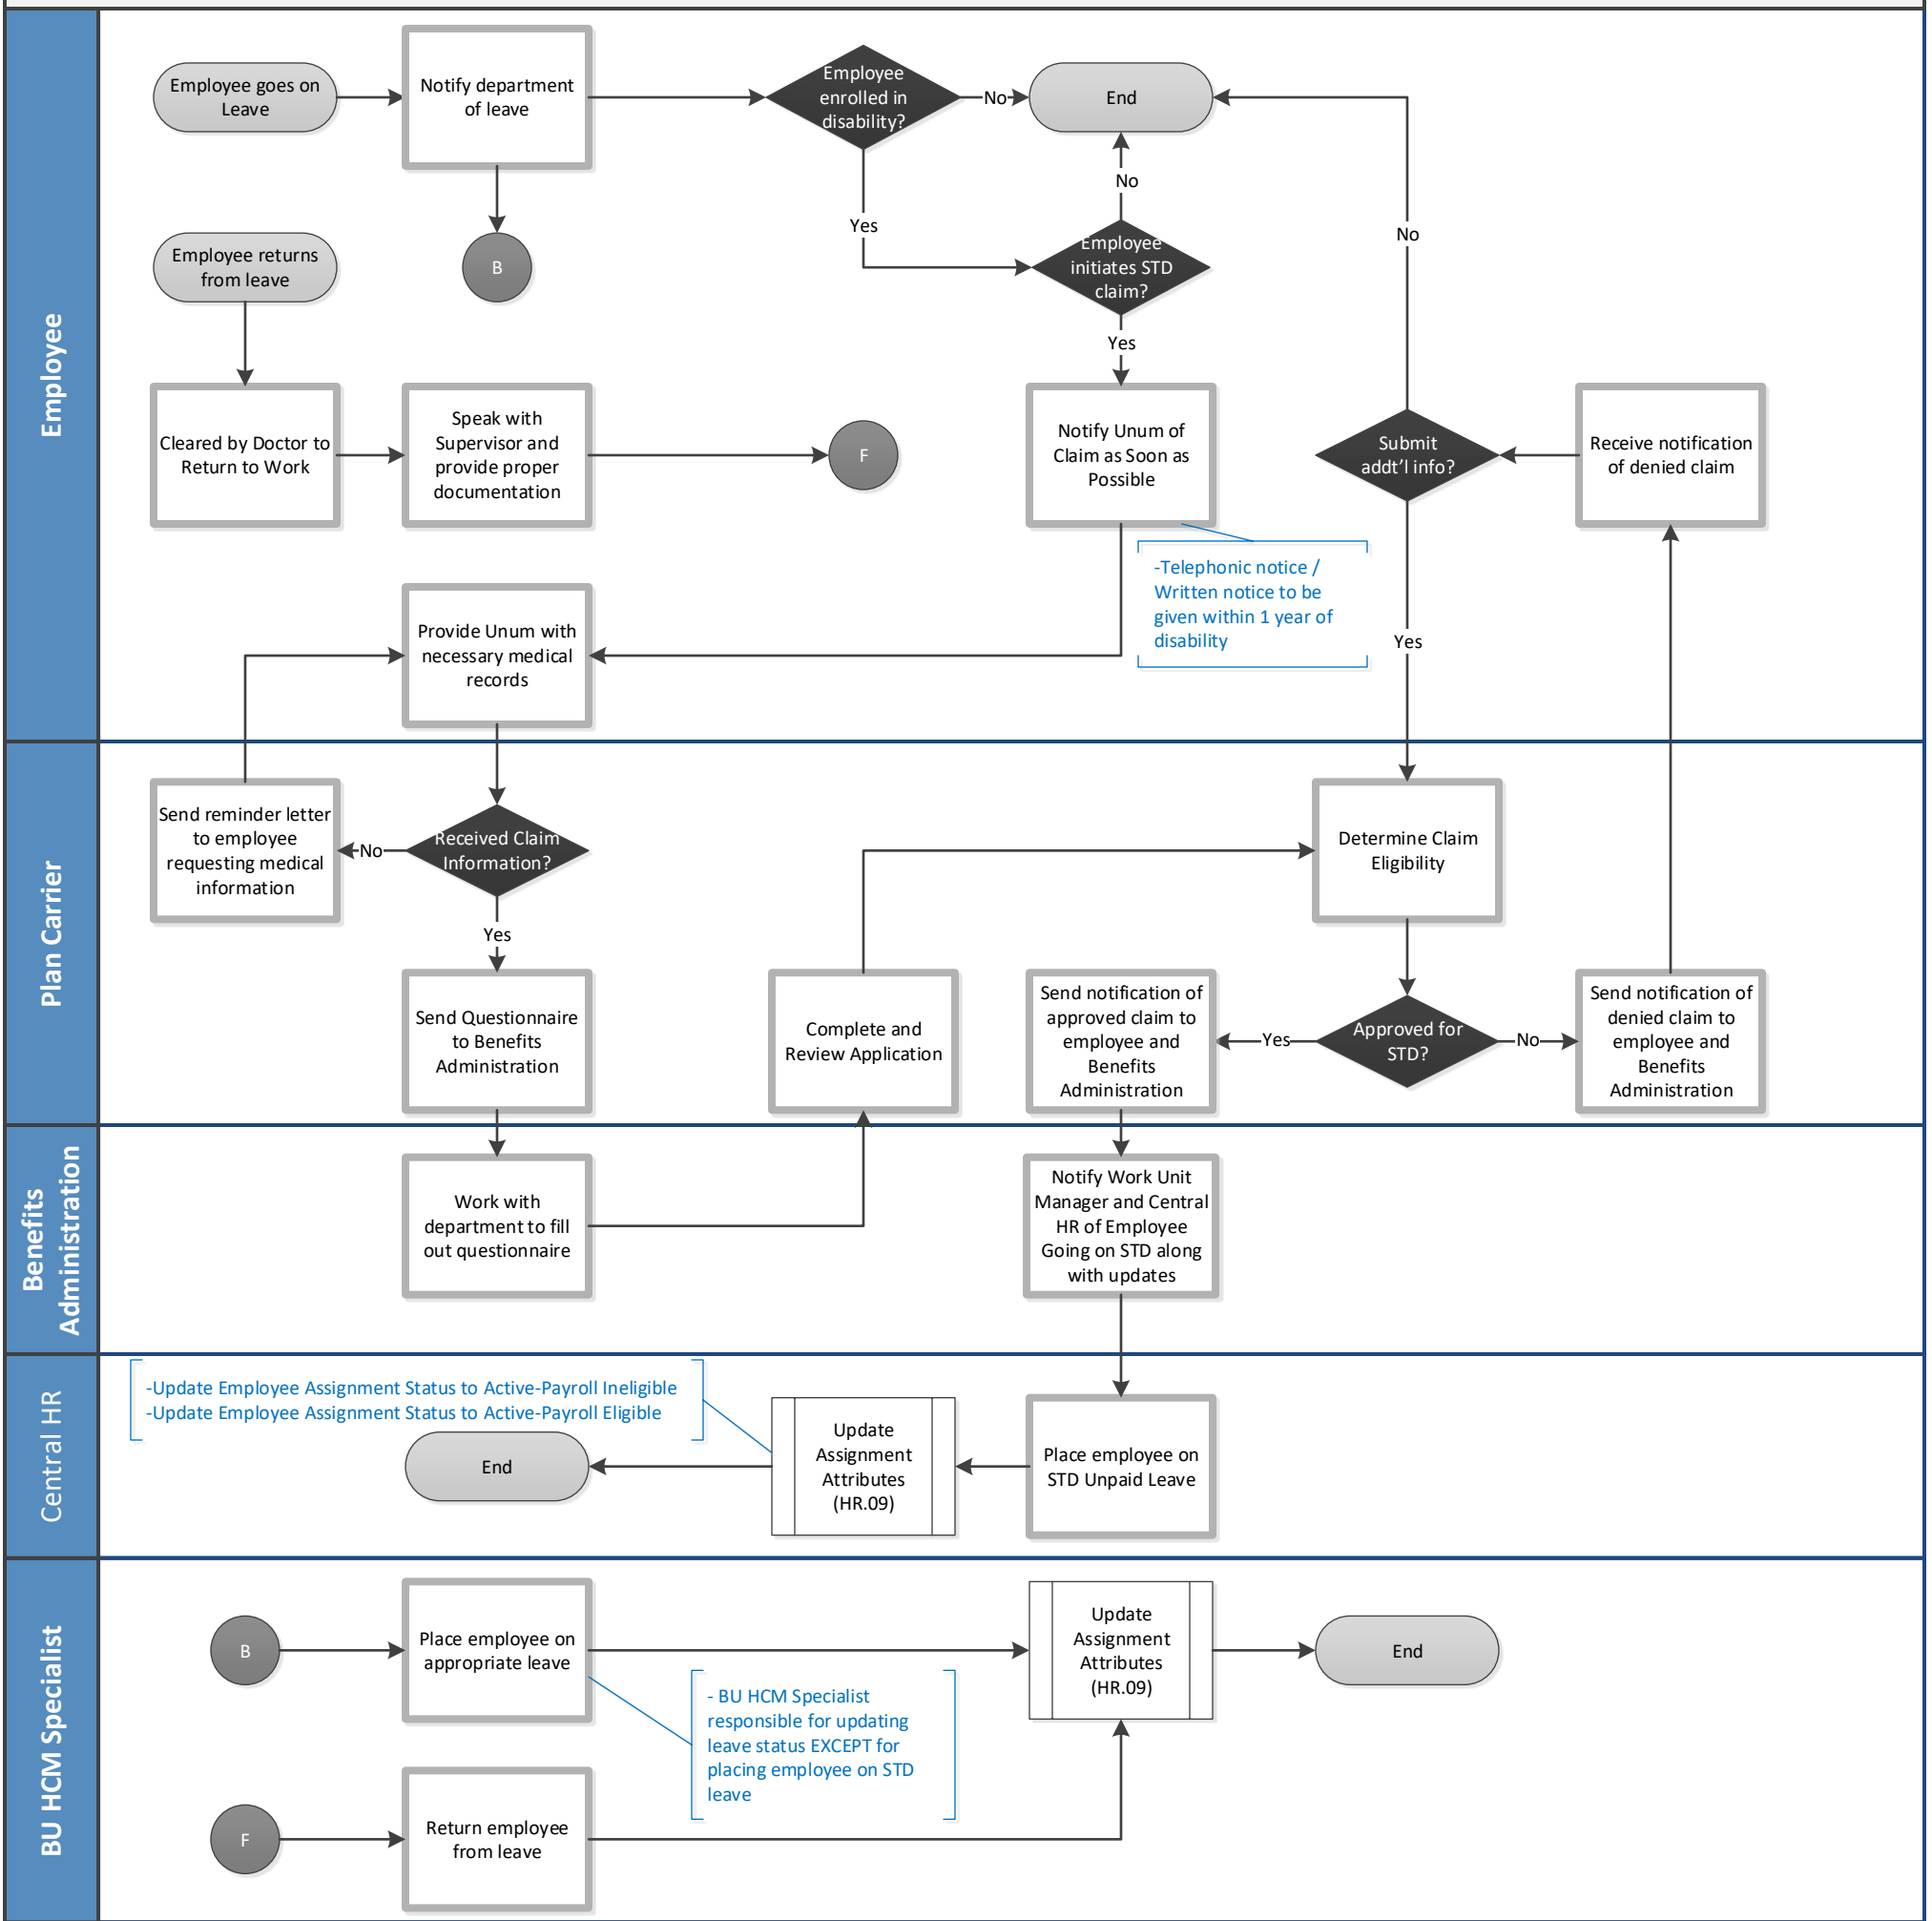 Employee
Employee goes on
Leave
Notify department
of leave
Employee
enrolled in
disability?
No
End
Yes
No
No
Employee returns
from leave
B
Employee
initiates STD
claim?
Yes
Cleared by Doctor to
Return to Work
Speak with
Supervisor and
provide proper
documentation
F
Notify Unum of
Claim as Soon as
Possible
Submit
addt'l info?
Receive notification
of denied claim
-Telephonic notice /
Written notice to be
given within 1 year of
disability
Yes
Provide Unum with
necessary medical
records
Plan Carrier
Send reminder letter
to employee
requesting medical
information
No
Received Claim
Information?
Yes
Determine Claim
Eligibility
Send Questionnaire
to Benefits
Administration
Complete and
Review Application
Send notification of
approved claim to
employee and
Benefits
Administration
Yes
Approved for
STD?
No
Send notification of
denied claim to
employee and
Benefits
Administration
Benefits
Administration
Work with
department to fill
out questionnaire
Notify Work Unit
Manager and Central
HR of Employee
Going on STD along
with updates
Central HR
-Update Employee Assignment Status to Active-Payroll Ineligible
-Update Employee Assignment Status to Active-Payroll Eligible
End
Update
Assignment
Attributes
(HR.09)
Place employee on
STD Unpaid Leave
BU HCM Specialist
B
Place employee on
appropriate leave
- BU HCM Specialist
responsible for updating
leave status EXCEPT for
placing employee on STD
leave
Update
Assignment
Attributes
(HR.09)
End
F
Return employee
from leave